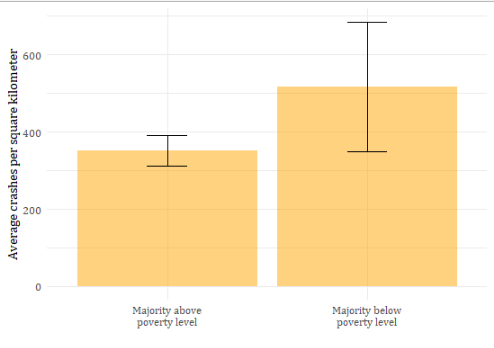 Average crashes per square kilometer
600
400
200
0
Majority above
poverty level
Majority below
poverty level